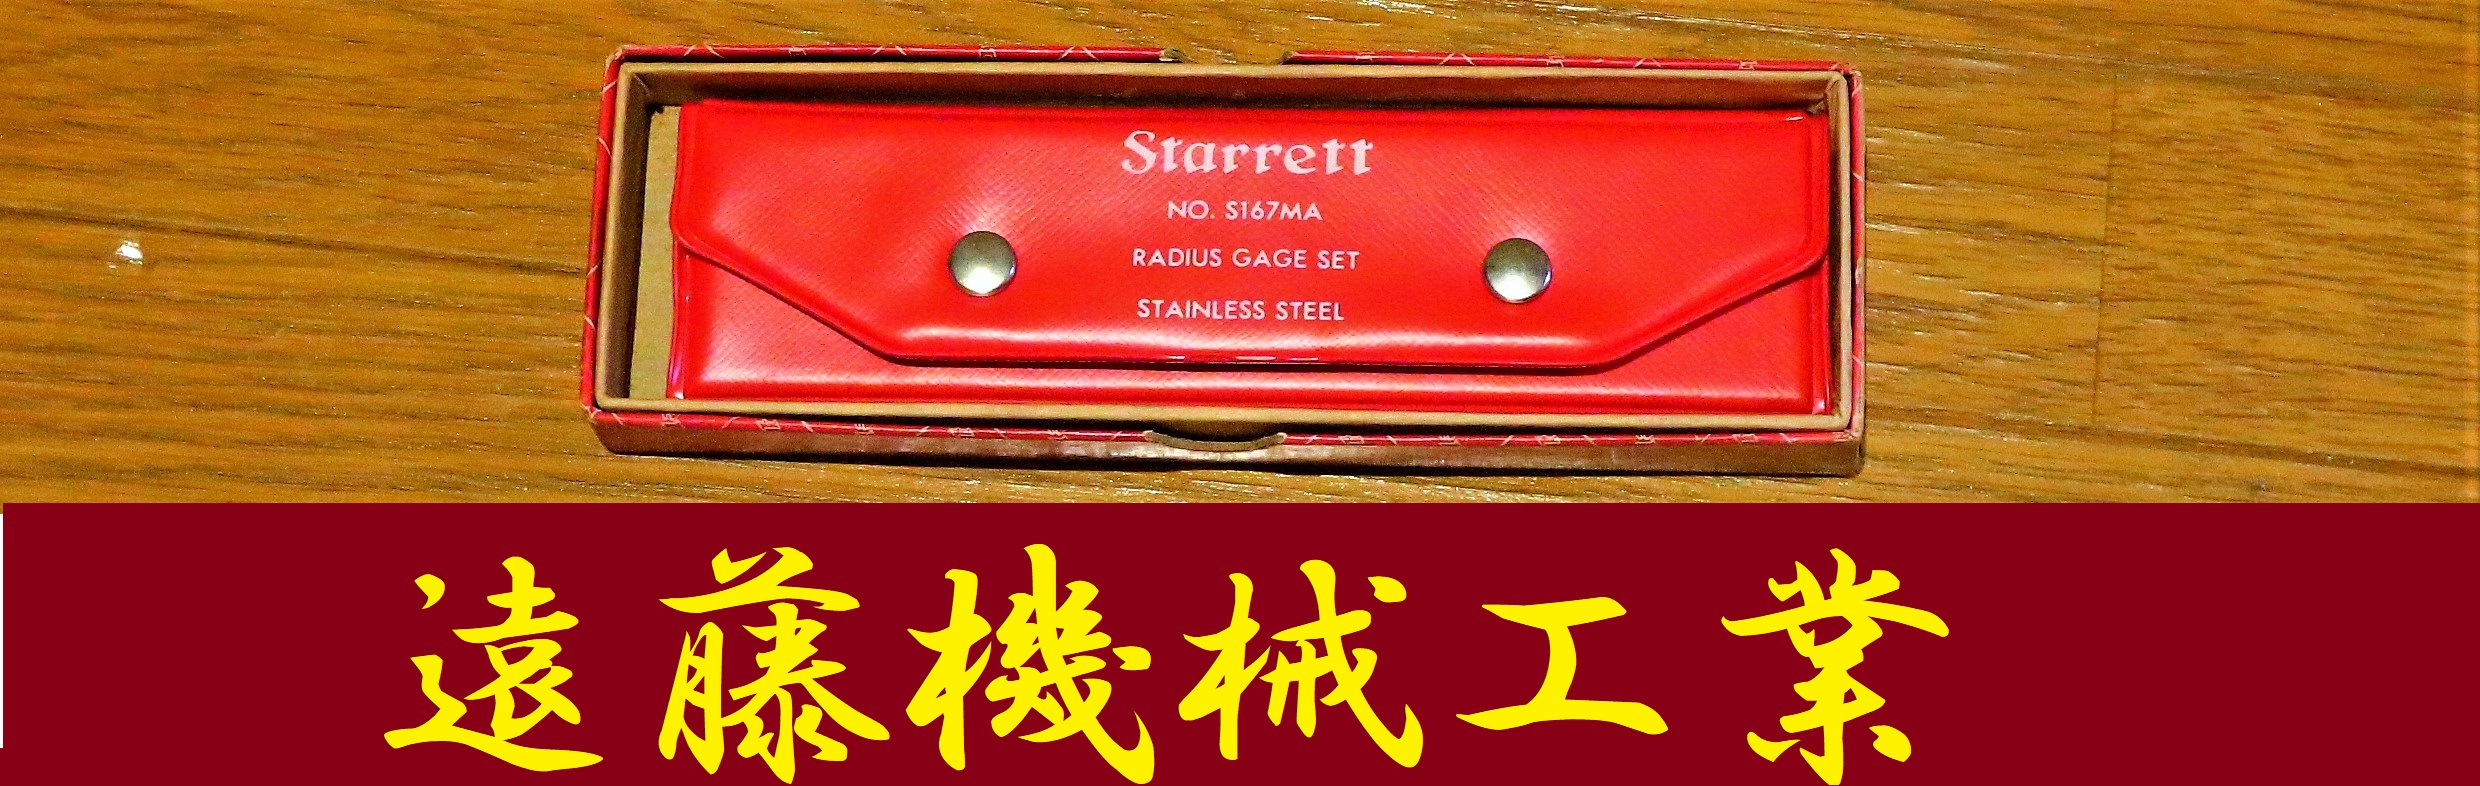 Starrett
NO. S167MA
RADIUS GAGE SET
STAINLESS STEEL
遠藤機械工業